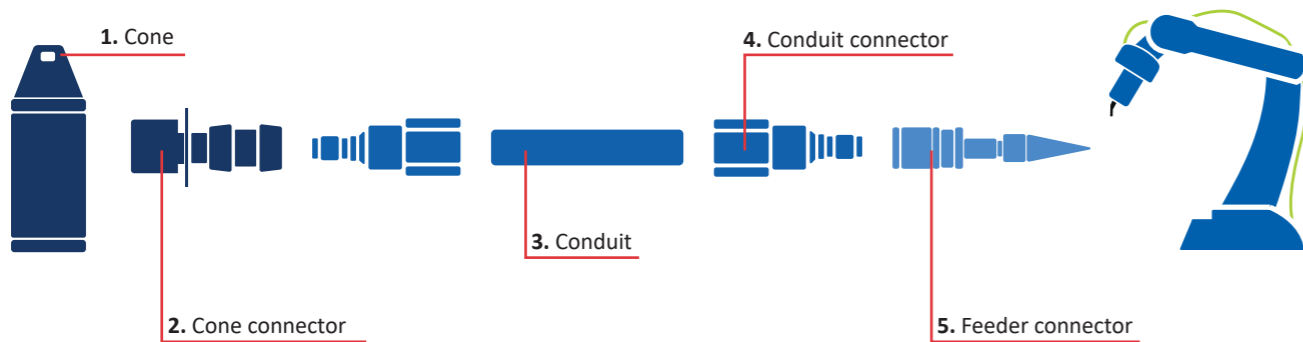 1. Cone
4. Conduit connector
3. Conduit
2. Cone connector
5. Feeder connector